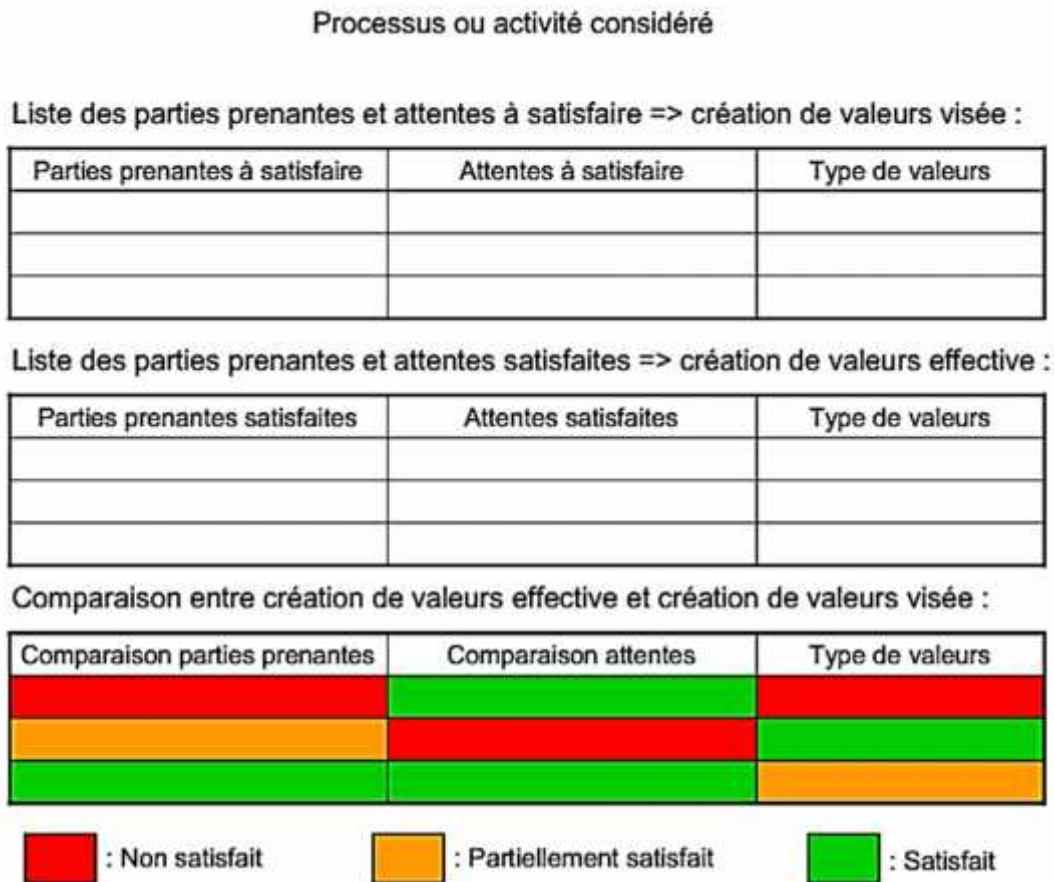 Processus ou activité considéré
Liste des parties prenantes et attentes à satisfaire => création de valeurs visée :
Parties prenantes à satisfaire Attentes à satisfaire Type de valeurs
Liste des parties prenantes et attentes satisfaites => création de valeurs effective :
Parties prenantes satisfaites Attentes satisfaites Type de valeurs
Comparaison entre création de valeurs effective et création de valeurs visée :
Comparaison parties prenantes Comparaison attentes Type de valeurs
: Non satisfait : Partiellement satisfait : Satisfait